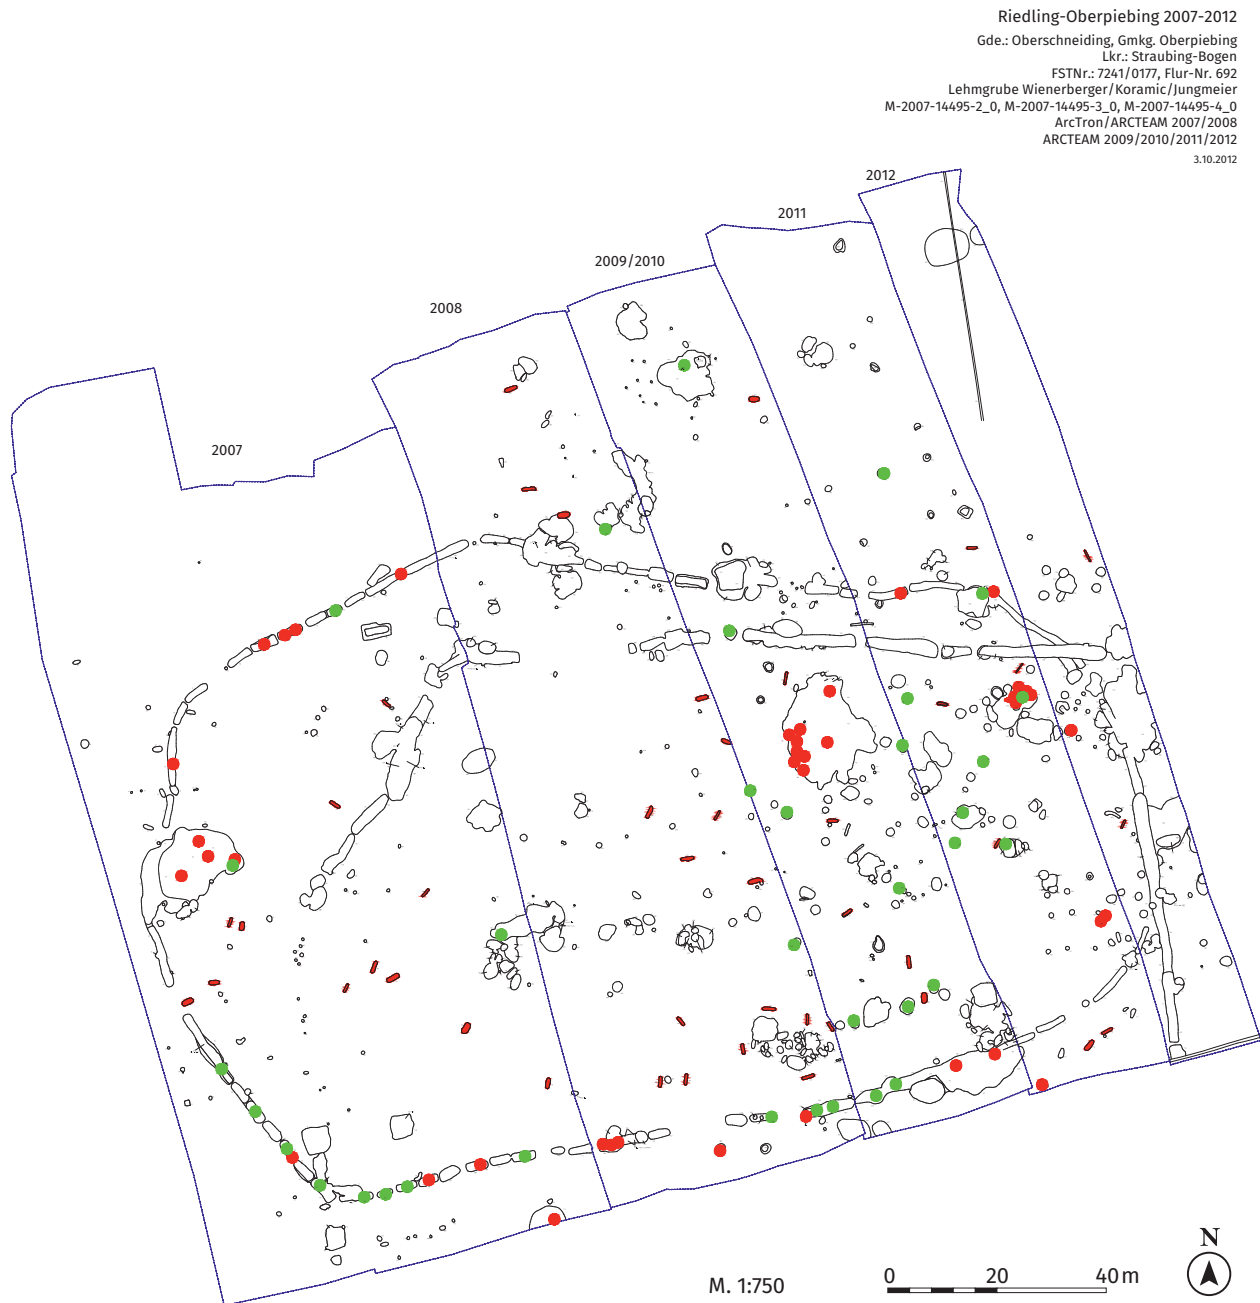 Riedling-Oberpiebing 2007-2012
Gde.: Oberschneiding, Gmkg. Oberpiebing
Lkr.: Straubing-Bogen
FSTNr.: 7241/0177, Flur-Nr. 692
Lehmgrube Wienerberger/Koramic/Jungmeier
M-2007-14495-2_0, M-2007-14495-3_0, M-2007-14495-4_0
ArcTron/ARCTEAM 2007/2008
ARCTEAM 2009/2010/2011/2012
3.10.2012
2012
2011
2009/2010
2008
2007
N
M. 1:750
0 20 40 m